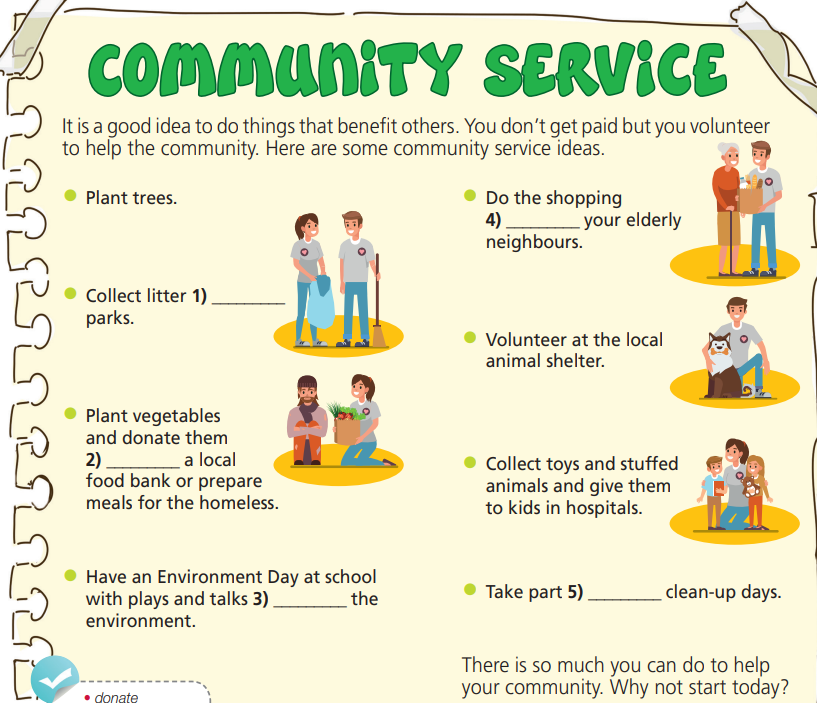 COMMUNITY SERVICE
It is a good idea to do things that benefit others. You don't get paid but you volunteer
to help the community. Here are some community service ideas.
Plant trees.
Collect litter 1) _________
parks.
Plant vegetables
and donate them
2) _________ a local
food bank or prepare
meals for the homeless.
Have an Environment Day at school
with plays and talks 3) _________ the
environment.
Do the shopping
4) _________ your elderly
neighbours.
Volunteer at the local
animal shelter.
Collect toys and stuffed
animals and give them
to kids in hospitals.
Take part 5) _________ clean-up days.
There is so much you can do to help
your community. Why not start today?
• donate